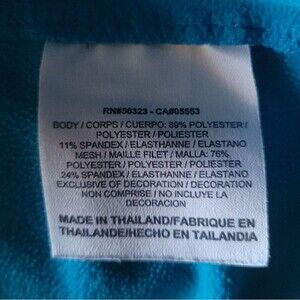 RN#56323 - CA#05553
BODY / CORPS / CUERPO: 89% POLYESTER /
POLYESTER / POLIESTER
11% SPANDEX / ELASTHANNE / ELASTANO
MESH / MAILLE FILET / MALLA: 76%
POLYESTER / POLYESTER / POLIESTER
24% SPANDEX / ELASTHANNE / ELASTANO
EXCLUSIVE OF DECORATION / DECORATION
NON COMPRISE / NO INCLUYE LA
DECORACION
MADE IN THAILAND/FABRIQUE EN
THAILANDE/HECHO EN TAILANDIA